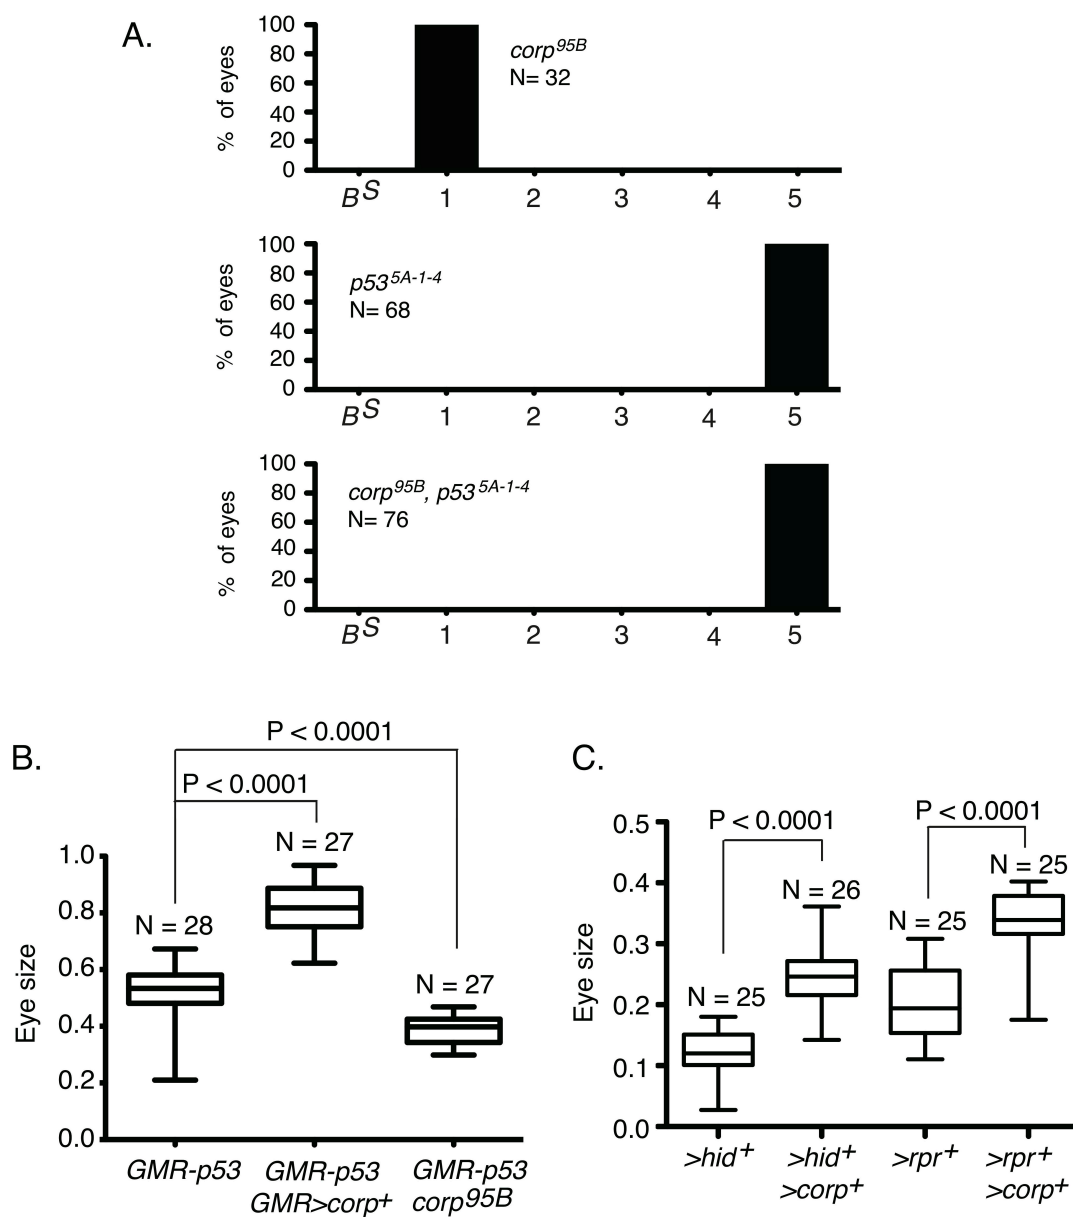 A.
100
80
60
40
20
0
% of eyes
corp95B
N= 32
BS 1 2 3 4 5
100
80
60
40
20
0
% of eyes
p535A-1-4
N= 68
BS 1 2 3 4 5
100
80
60
40
20
0
% of eyes
corp95B, p535A-1-4
N= 76
BS 1 2 3 4 5
B.
P < 0.0001
P < 0.0001
N = 27
N = 28
N = 27
1.0
0.8
0.6
0.4
0.2
0.0
Eye size
GMR-p53 GMR-p53 GMR-p53
GMR>corp+ corp95B
C.
P < 0.0001 P < 0.0001
N = 25
N = 26
N = 25
N = 25
0.5
0.4
0.3
0.2
0.1
0.0
Eye size
>hid+ >hid+ >rpr+ >rpr+
>corp+ >corp+